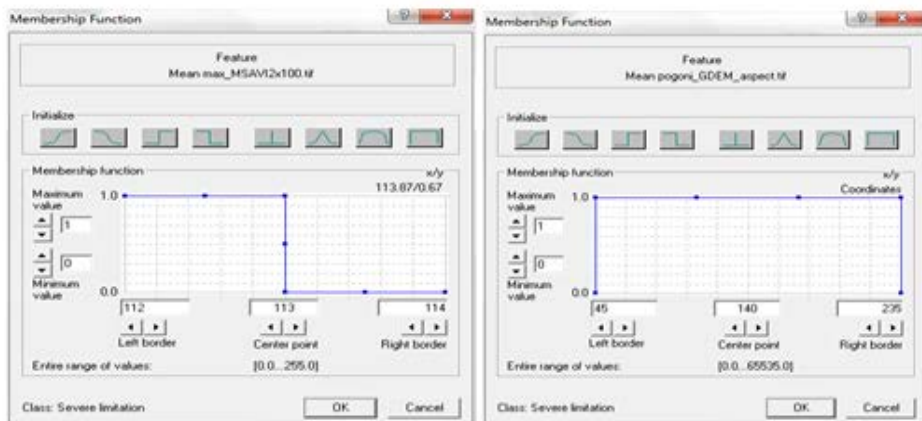 Membership Function
Feature
Mean max_MSAVI2x100.tif
Initialize
Membership function
x/y
113.87/0.67
Maximum
value
1.0
1
0
Minimum
value
0.0
112
113
114
Left border
Center point
Right border
Entire range of values:
[0.0...255.0]
Class: Severe limitation
OK
Cancel
Membership Function
Feature
Mean pogoni_GDEM_aspect.tif
Initialize
Membership function
x/y
Coordinates
Maximum
value
1.0
1
0
Minimum
value
0.0
45
140
235
Left border
Center point
Right border
Entire range of values:
[0.0...65535.0]
Class: Severe limitation
OK
Cancel